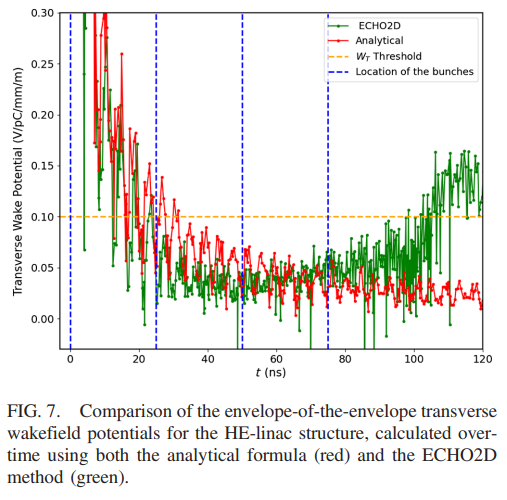 0.30
0.25
0.20
0.15
0.10
0.05
0.00
Transverse Wake Potential (V/pC/mm/m)
ECHO2D
Analytical
W_T Threshold
Location of the bunches
0 20 40 60 80 100 120
t (ns)
FIG. 7. Comparison of the envelope-of-the-envelope transverse
wakefield potentials for the HE-linac structure, calculated over-
time using both the analytical formula (red) and the ECHO2D
method (green).